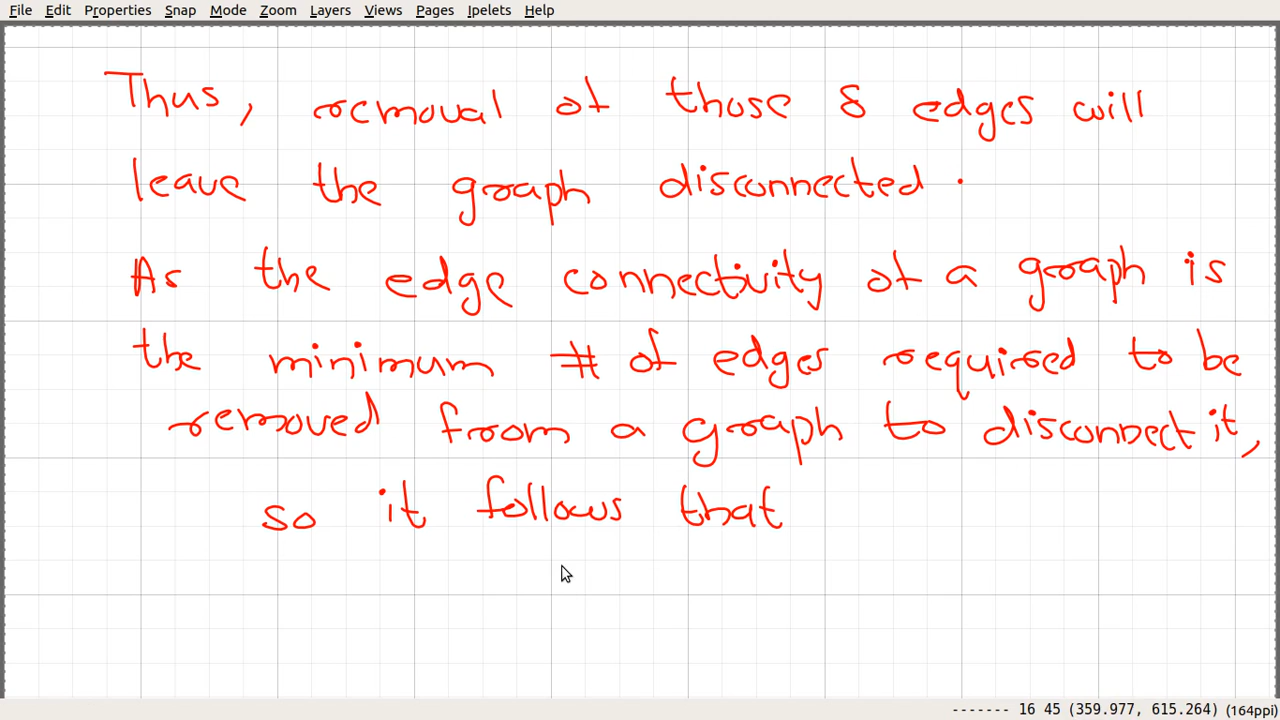 File Edit Properties Snap Mode Zoom Layers Views Pages Ipelets Help
Thus, removal of those δ edges will
leave the graph disconnected.
As the edge connectivity of a graph is
the minimum # of edges required to be
removed from a graph to disconnect it,
so it follows that
------- 16 45 (359.977, 615.264) (164ppi)